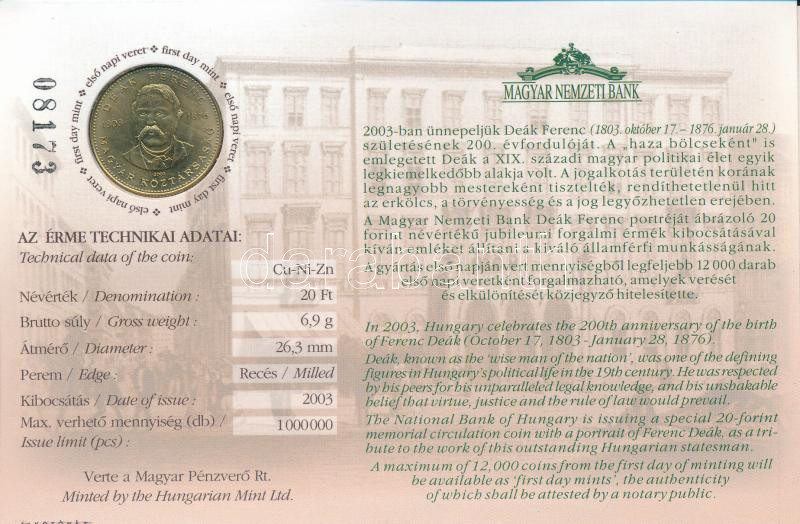 08173
első napi veret ❖ first day mint ❖ első napi veret ❖ first day mint ❖ első napi veret ❖ first day mint ❖
DEÁK FERENC
1803 1876
MAGYAR KÖZTÁRSASÁG
2003
MAGYAR NEMZETI BANK
AZ ÉRME TECHNIKAI ADATAI:
Technical data of the coin:
Cu-Ni-Zn
Névérték / Denomination : 20 Ft
Brutto súly / Gross weight : 6,9 g
Átmérő / Diameter : 26,3 mm
Perem / Edge : Recés / Milled
Kibocsátás / Date of issue : 2003
Max. verhető mennyiség (db) / 1000000
Issue limit (pcs) :
Verte a Magyar Pénzverő Rt.
Minted by the Hungarian Mint Ltd.
2003-ban ünnepeljük Deák Ferenc (1803. október 17. – 1876. január 28.)
születésének 200. évfordulóját. A „haza bölcseként" is
emlegetett Deák a XIX. századi magyar politikai élet egyik
legkiemelkedőbb alakja volt. A jogalkotás területén korának
legnagyobb mestereként tisztelték, rendíthetetlenül hitt
az erkölcs, a törvényesség és a jog legyőzhetetlen erejében.
A Magyar Nemzeti Bank Deák Ferenc portréját ábrázoló 20
forint névértékű jubileumi forgalmi érmék kibocsátásával
kíván emléket állítani a kiváló államférfi munkásságának.
A gyártás első napján vert mennyiségből legfeljebb 12 000 darab
első napi veretként forgalmazható, amelyek verését
és elkülönítését közjegyző hitelesítette.
In 2003, Hungary celebrates the 200th anniversary of the birth
of Ferenc Deák (October 17, 1803 - January 28, 1876).
Deák, known as the 'wise man of the nation', was one of the defining
figures in Hungary's political life in the 19th century. He was respected
by his peers for his unparalleled legal knowledge, and his unshakable
belief that virtue, justice and the rule of law would prevail.
The National Bank of Hungary is issuing a special 20-forint
memorial circulation coin with a portrait of Ferenc Deák, as a tri-
bute to the work of this outstanding Hungarian statesman.
A maximum of 12,000 coins from the first day of minting will
be available as 'first day mints', the authenticity
of which shall be attested by a notary public.